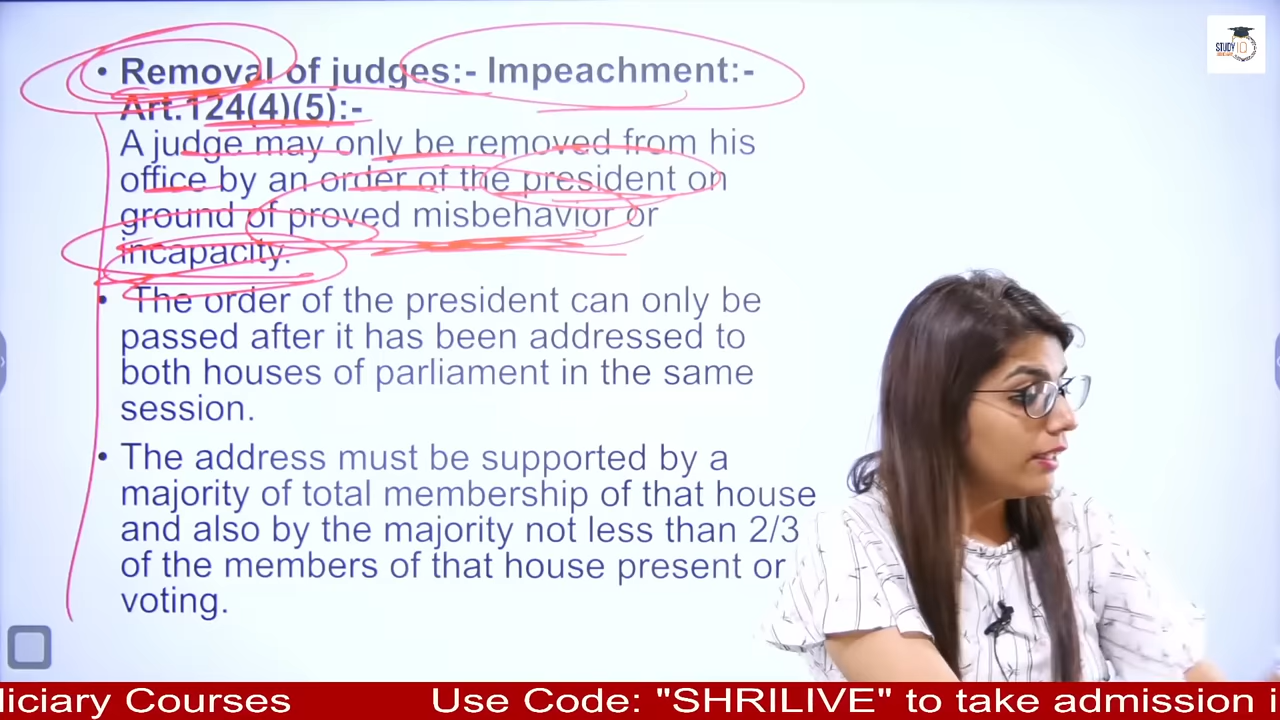 • Removal of judges:- Impeachment:-
Art.124(4)(5):-
A judge may only be removed from his
office by an order of the president on
ground of proved misbehavior or
incapacity.
• The order of the president can only be
passed after it has been addressed to
both houses of parliament in the same
session.
• The address must be supported by a
majority of total membership of that house
and also by the majority not less than 2/3
of the members of that house present or
voting.
STUDY
IQ
liciary Courses Use Code: "SHRILIVE" to take admission i